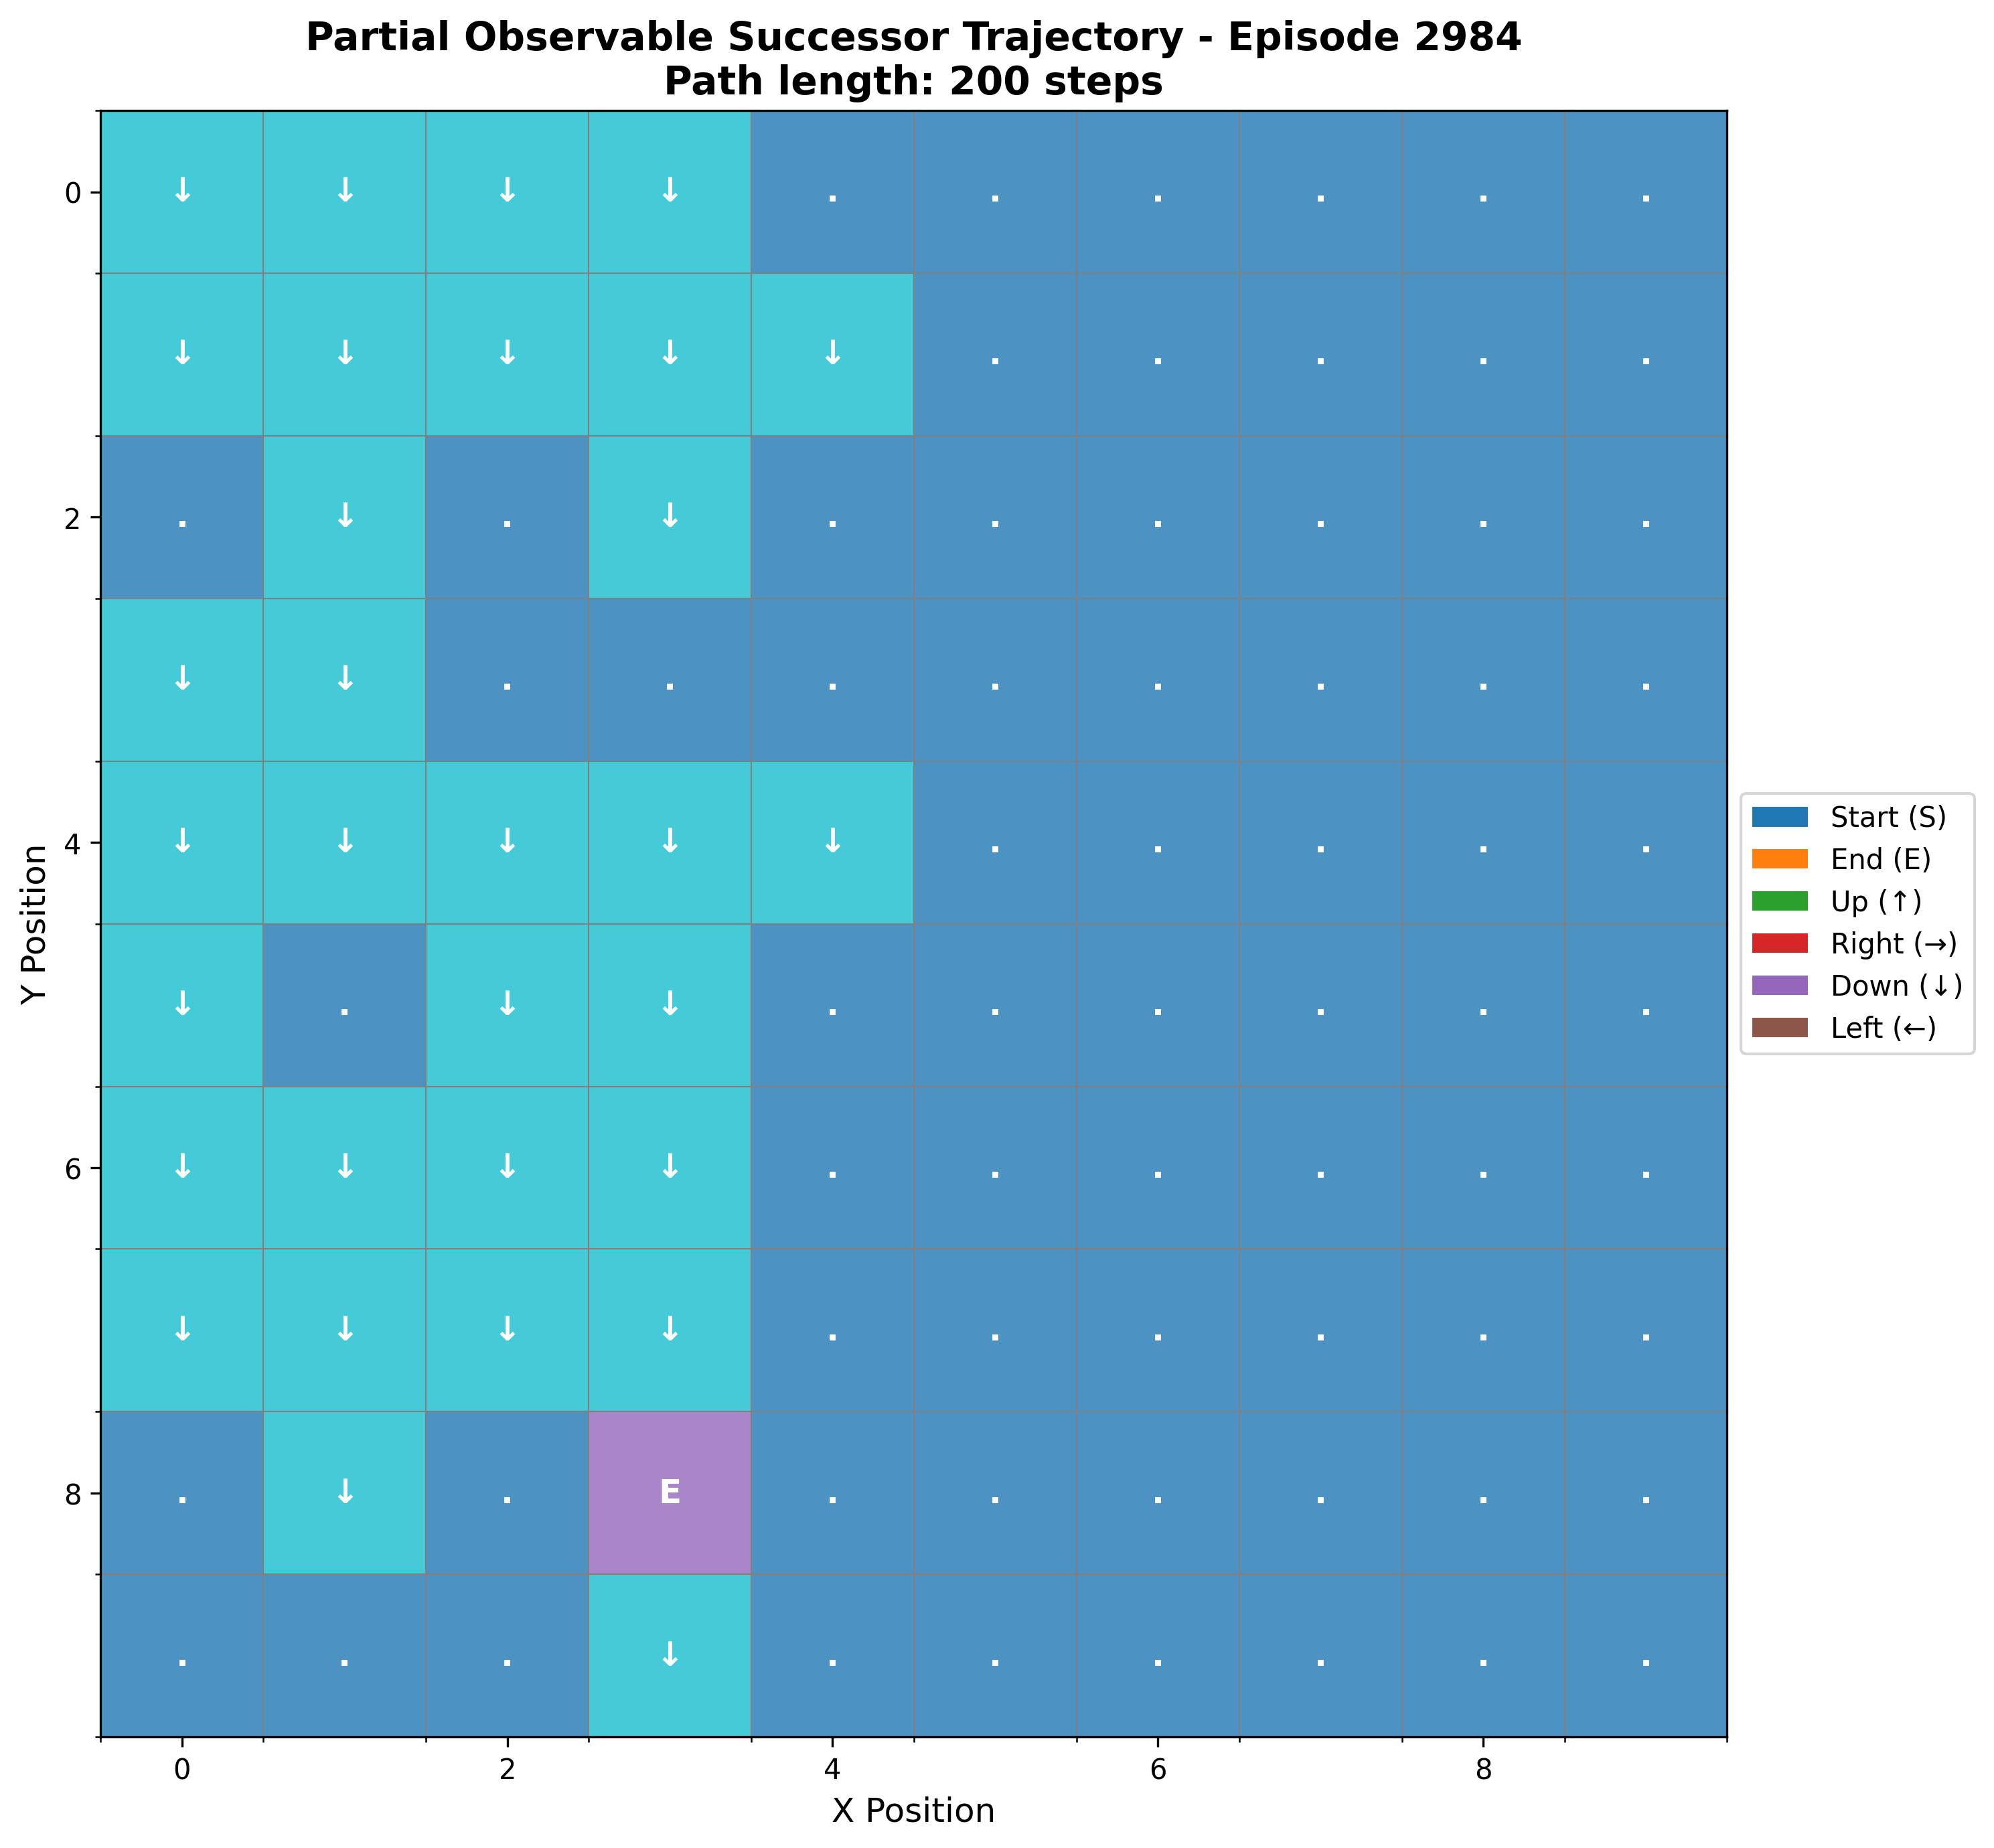 Partial Observable Successor Trajectory - Episode 2984
Path length: 200 steps
0 ↓ ↓ ↓ ↓ . . . . . .
↓ ↓ ↓ ↓ ↓ . . . . .
2 . ↓ . ↓ . . . . . .
↓ ↓ . . . . . . . .
4 ↓ ↓ ↓ ↓ ↓ . . . . .
↓ . ↓ ↓ . . . . . .
6 ↓ ↓ ↓ ↓ . . . . . .
↓ ↓ ↓ ↓ . . . . . .
8 . ↓ . E . . . . . .
. . . ↓ . . . . . .
0 2 4 6 8
X Position
Y Position
Start (S)
End (E)
Up (↑)
Right (→)
Down (↓)
Left (←)